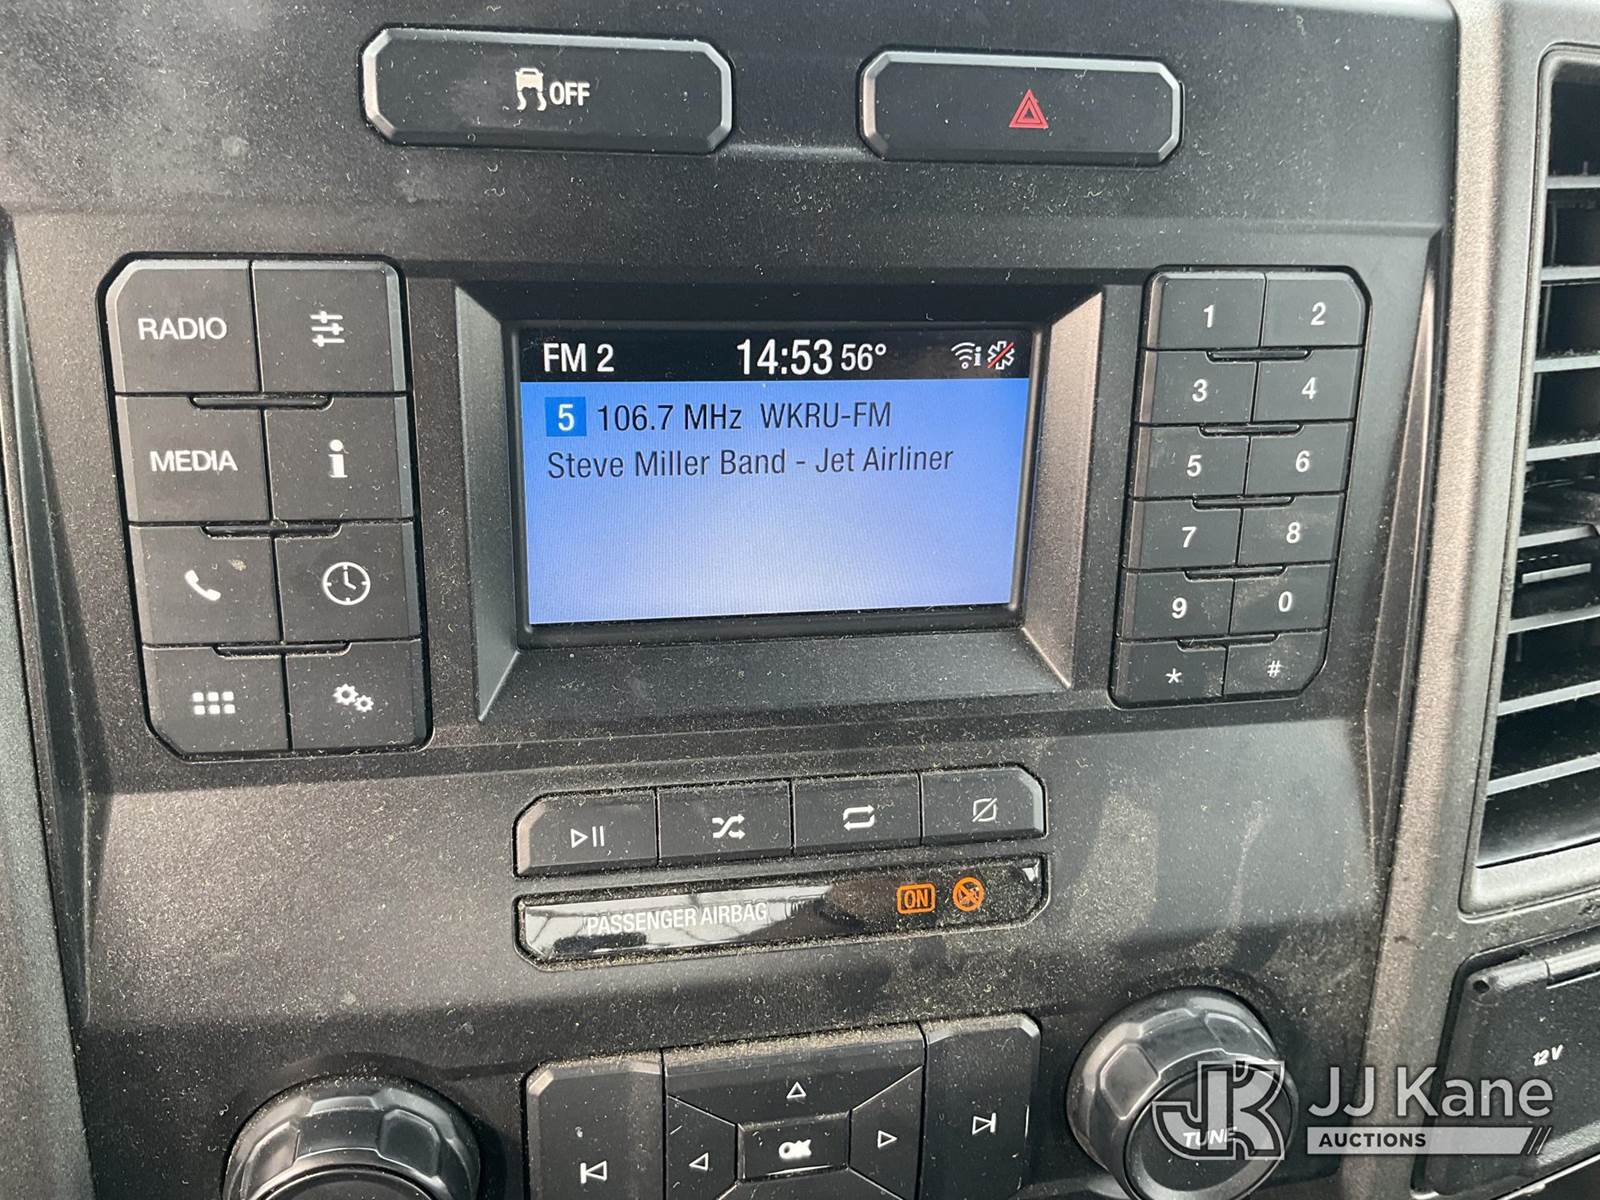 OFF
RADIO
MEDIA
FM 2 14:53 56°
5 106.7 MHz WKRU-FM
Steve Miller Band - Jet Airliner
1 2
3 4
5 6
7 8
9 0
* #
PASSENGER AIRBAG ON
OK
TUNE
12V
JJ Kane
AUCTIONS